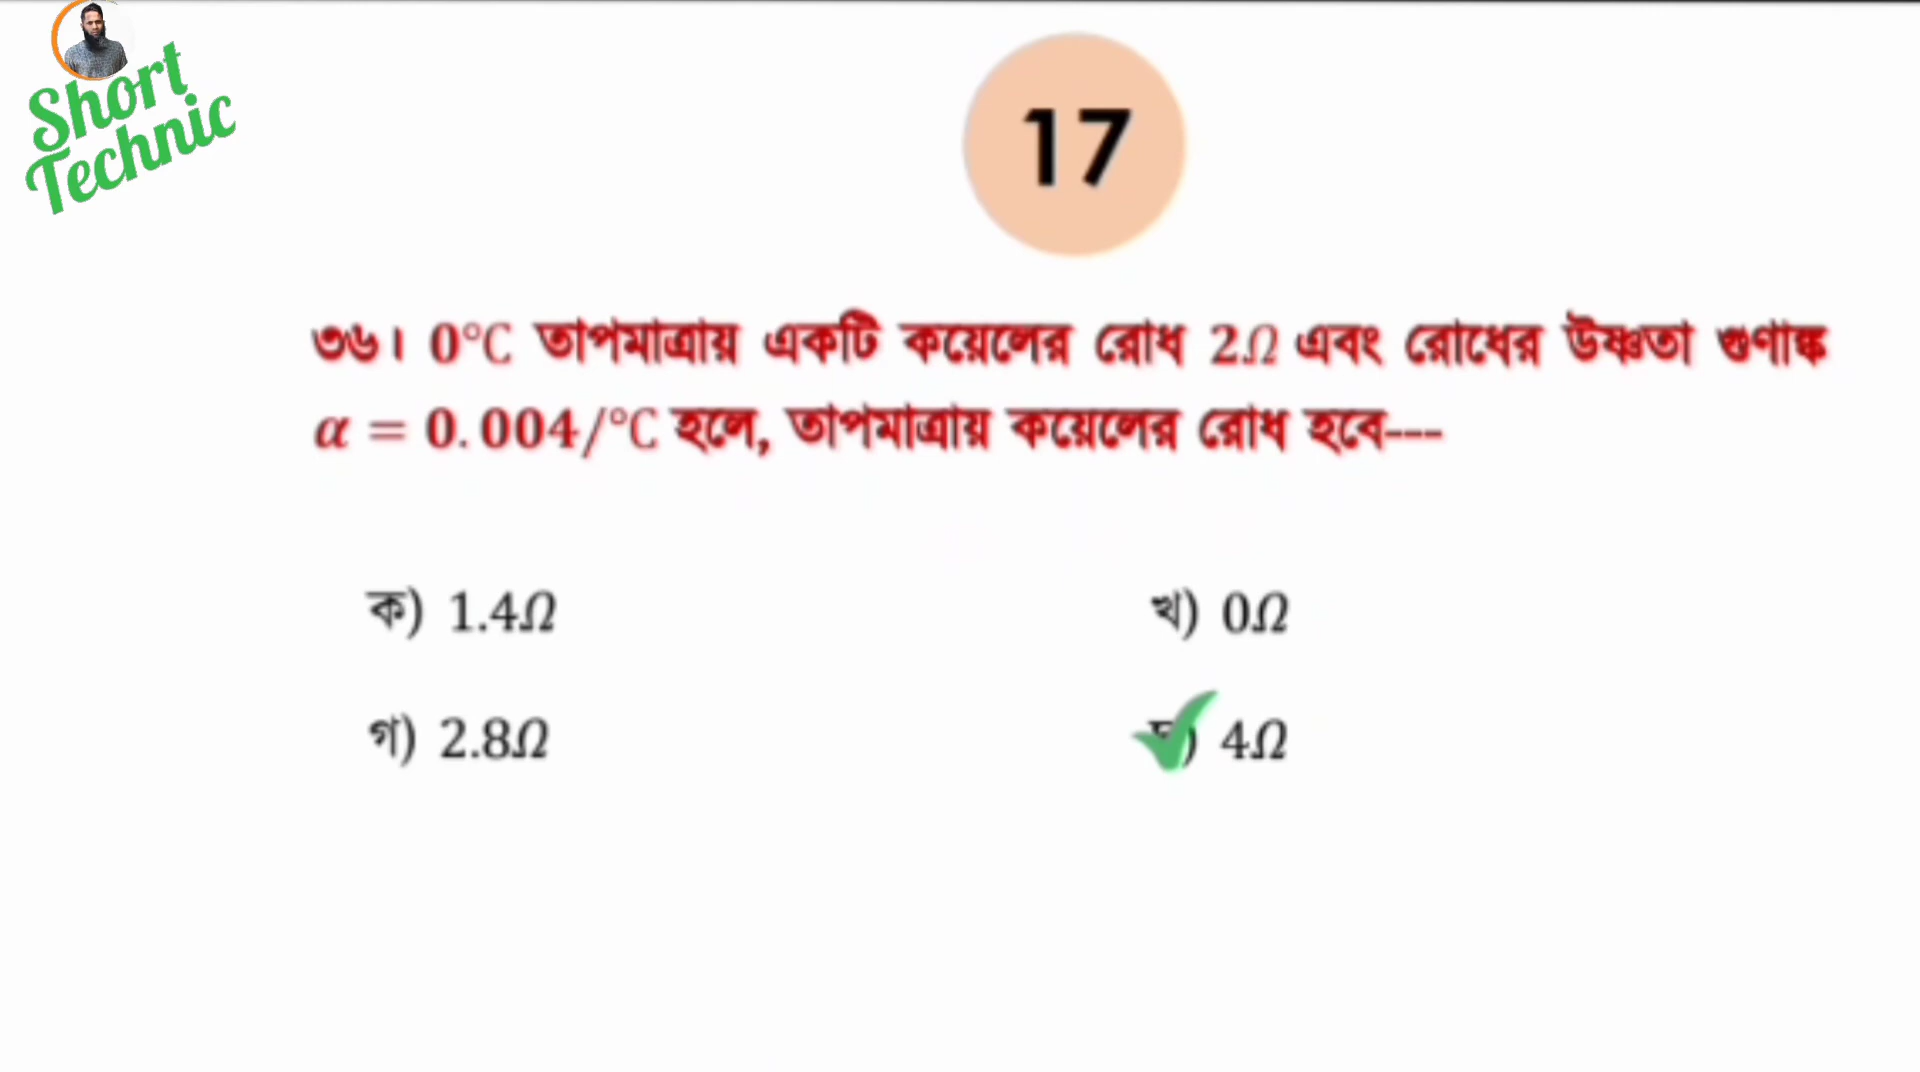 Short
Technic
17
৩৬। 0°C তাপমাত্রায় একটি কয়েলের রোধ 2Ω এবং রোধের উষ্ণতা গুণাঙ্ক
α = 0.004/°C হলে, তাপমাত্রায় কয়েলের রোধ হবে---
ক) 1.4Ω
খ) 0Ω
গ) 2.8Ω
4Ω